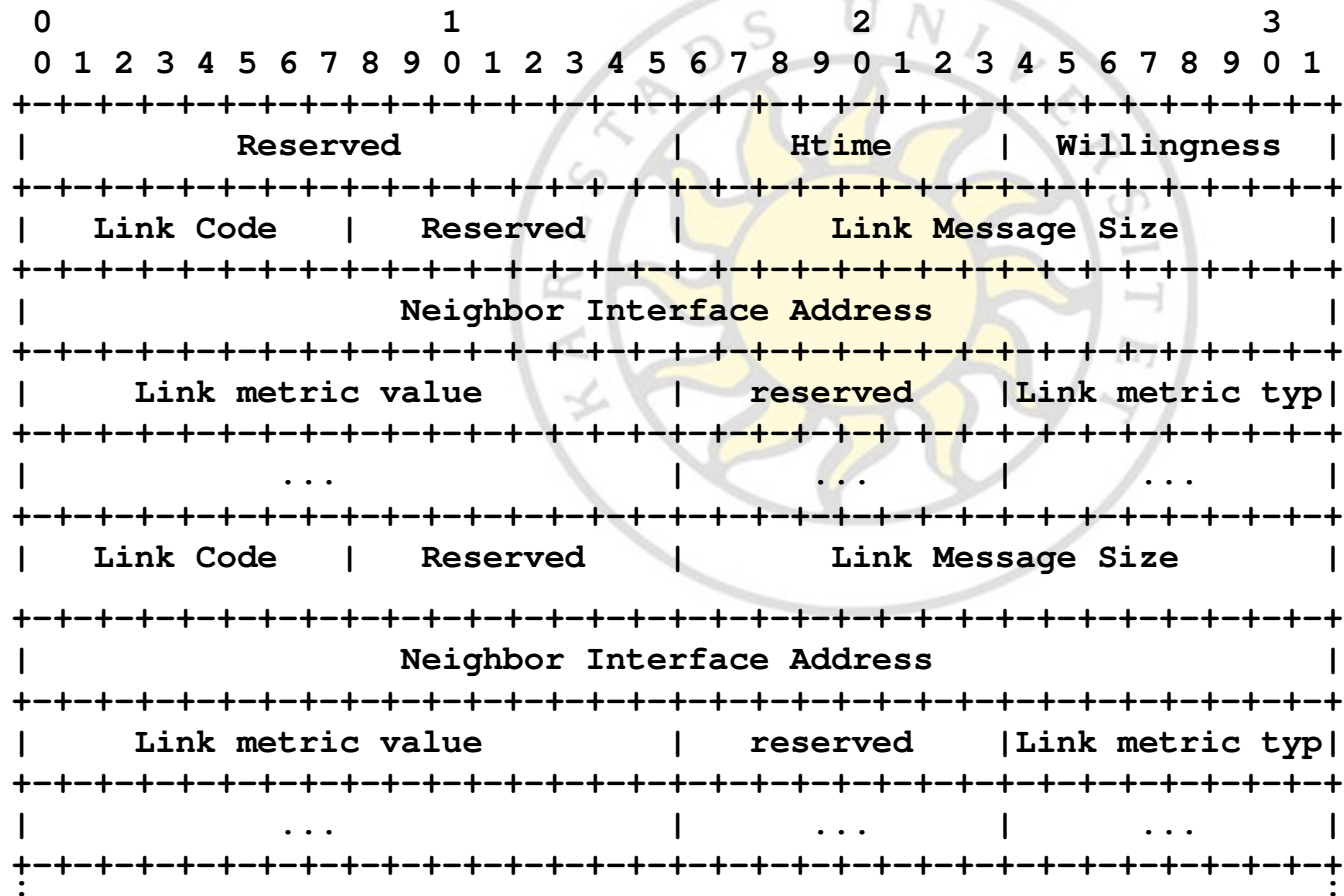 0                   1                   2                   3
 0 1 2 3 4 5 6 7 8 9 0 1 2 3 4 5 6 7 8 9 0 1 2 3 4 5 6 7 8 9 0 1
+-+-+-+-+-+-+-+-+-+-+-+-+-+-+-+-+-+-+-+-+-+-+-+-+-+-+-+-+-+-+-+-+
|          Reserved             |     Htime     |  Willingness  |
+-+-+-+-+-+-+-+-+-+-+-+-+-+-+-+-+-+-+-+-+-+-+-+-+-+-+-+-+-+-+-+-+
|   Link Code   |   Reserved    |       Link Message Size       |
+-+-+-+-+-+-+-+-+-+-+-+-+-+-+-+-+-+-+-+-+-+-+-+-+-+-+-+-+-+-+-+-+
|                  Neighbor Interface Address                   |
+-+-+-+-+-+-+-+-+-+-+-+-+-+-+-+-+-+-+-+-+-+-+-+-+-+-+-+-+-+-+-+-+
|     Link metric value         |   reserved    |Link metric typ|
+-+-+-+-+-+-+-+-+-+-+-+-+-+-+-+-+-+-+-+-+-+-+-+-+-+-+-+-+-+-+-+-+
|            ...                |      ...      |      ...      |
+-+-+-+-+-+-+-+-+-+-+-+-+-+-+-+-+-+-+-+-+-+-+-+-+-+-+-+-+-+-+-+-+
|   Link Code   |   Reserved    |       Link Message Size       |
+-+-+-+-+-+-+-+-+-+-+-+-+-+-+-+-+-+-+-+-+-+-+-+-+-+-+-+-+-+-+-+-+
|                  Neighbor Interface Address                   |
+-+-+-+-+-+-+-+-+-+-+-+-+-+-+-+-+-+-+-+-+-+-+-+-+-+-+-+-+-+-+-+-+
|     Link metric value         |   reserved    |Link metric typ|
+-+-+-+-+-+-+-+-+-+-+-+-+-+-+-+-+-+-+-+-+-+-+-+-+-+-+-+-+-+-+-+-+
|            ...                |      ...      |      ...      |
+-+-+-+-+-+-+-+-+-+-+-+-+-+-+-+-+-+-+-+-+-+-+-+-+-+-+-+-+-+-+-+-+
:                                                               :
KARLSTADS UNIVERSITET